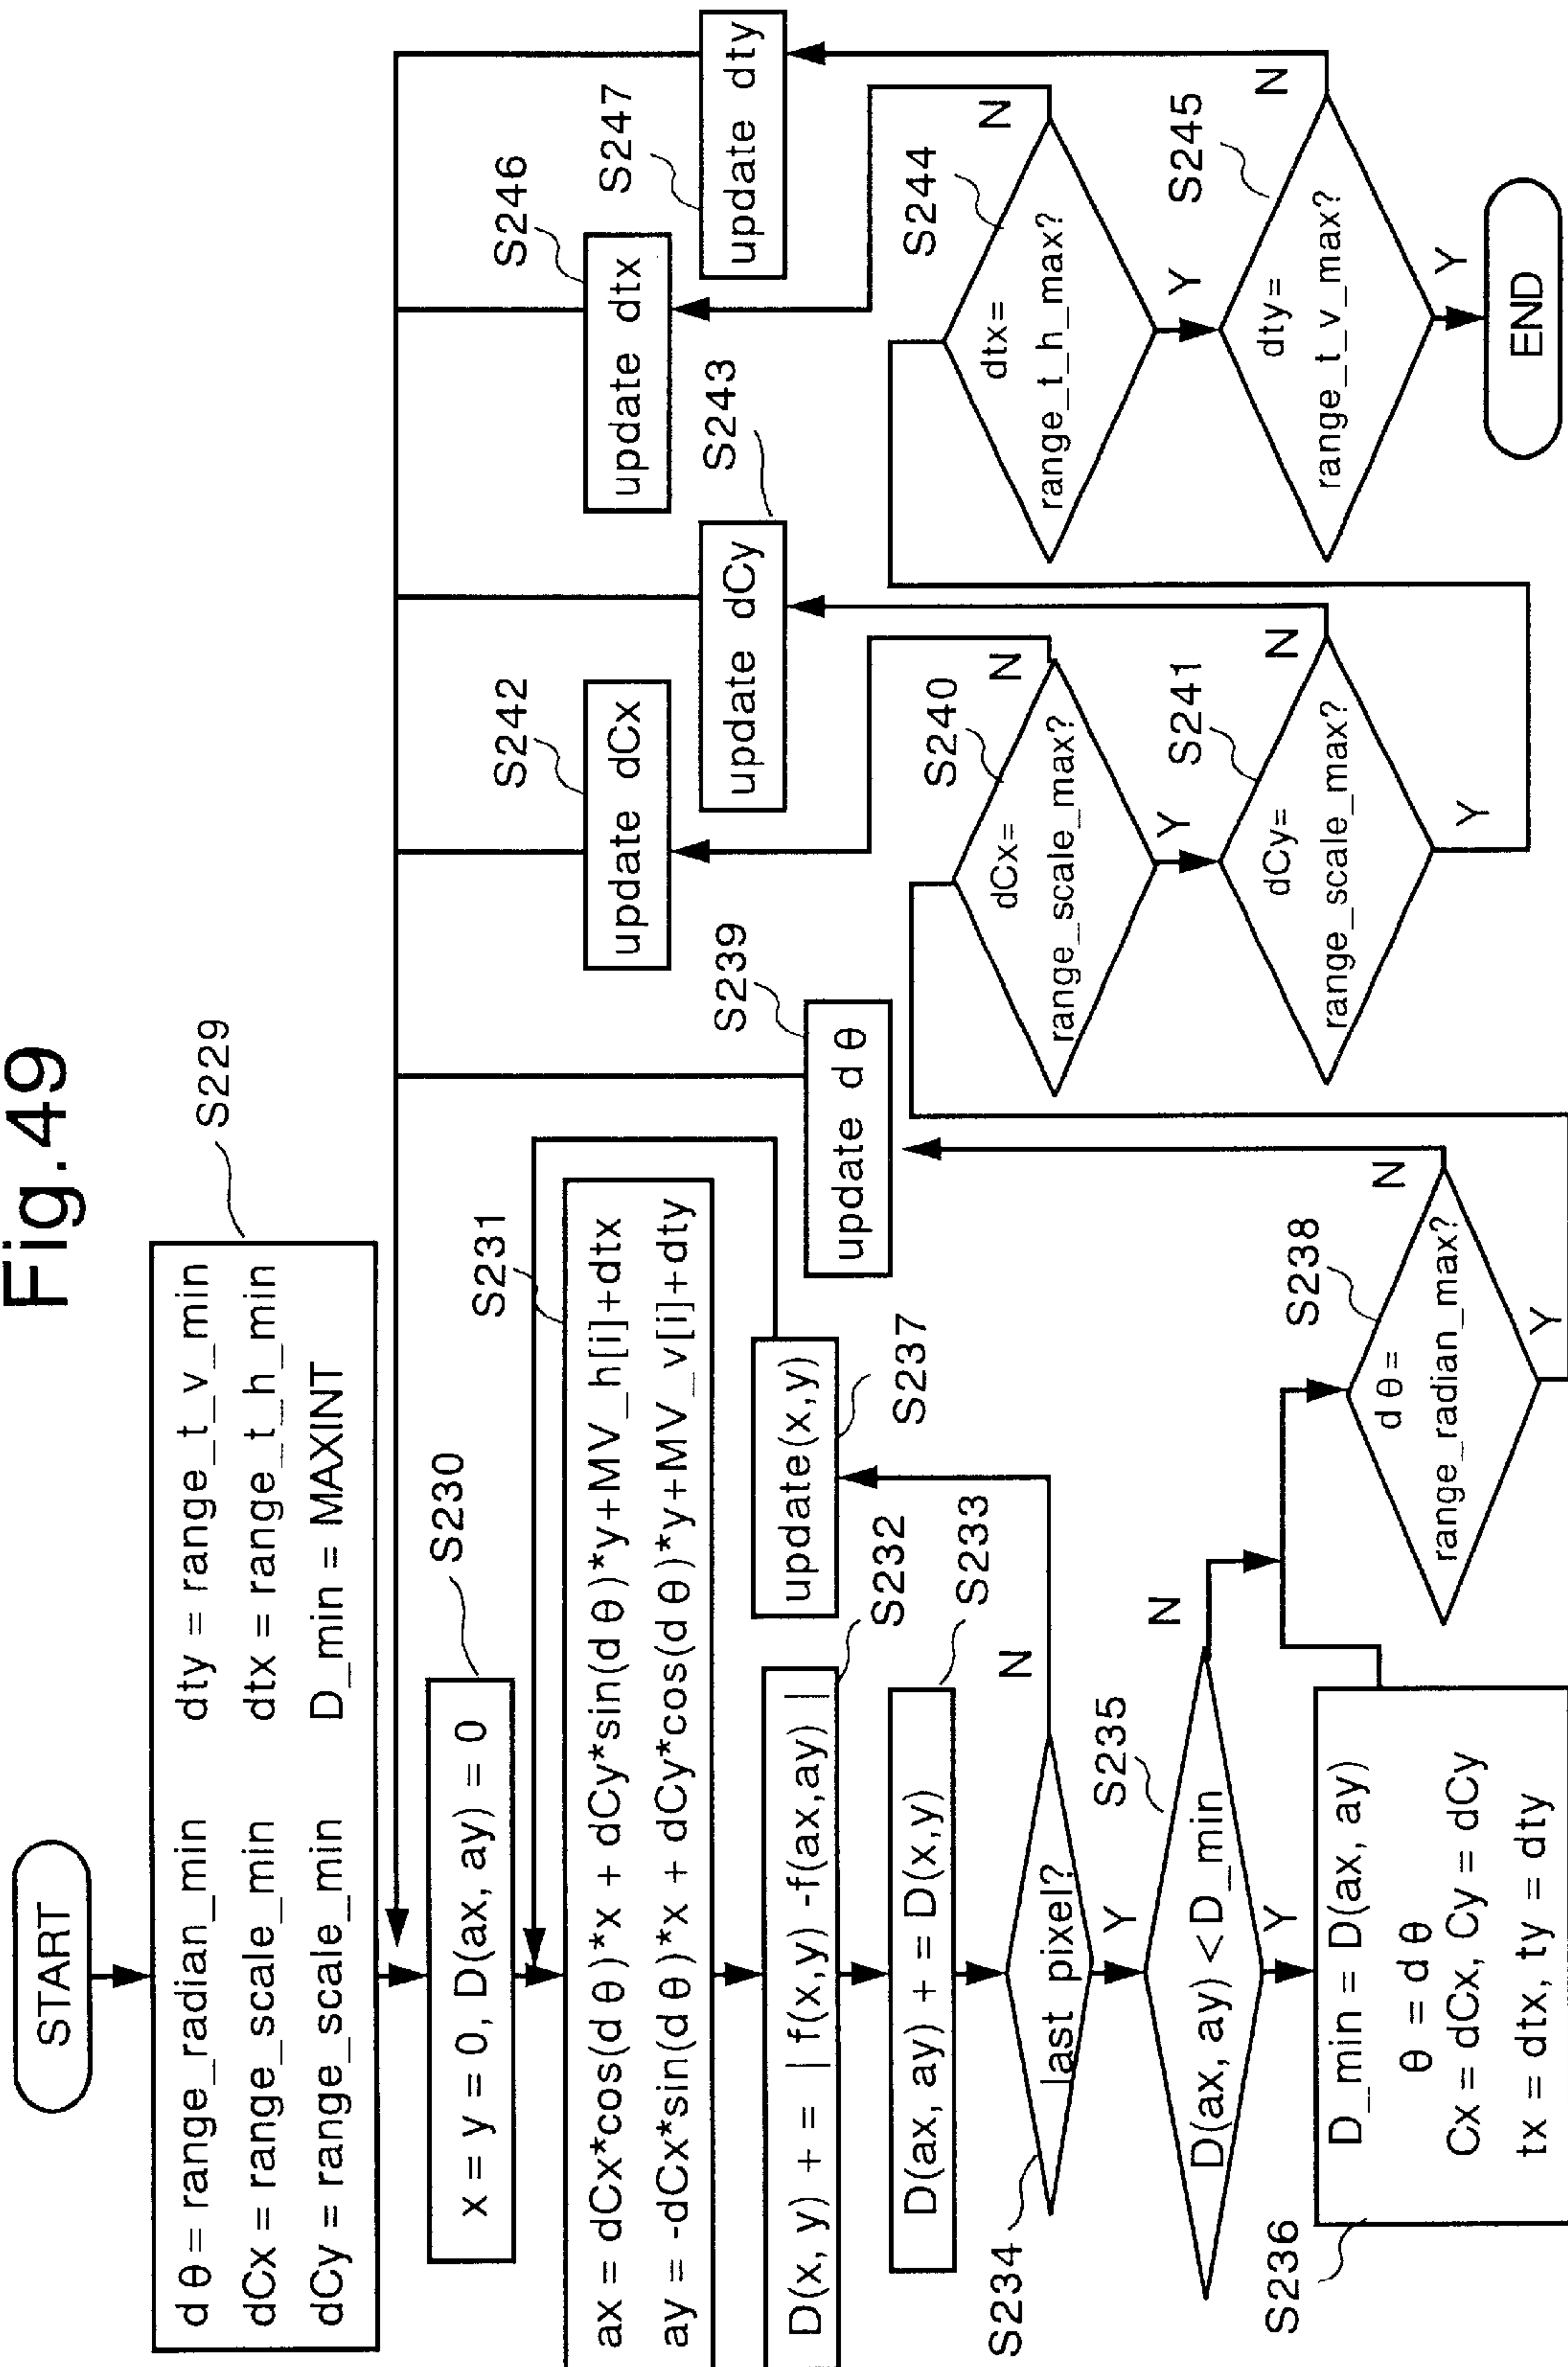 Fig.49
START
dθ = range_radian_min dty = range_t_v_min
dCx = range_scale_min dtx = range_t_h_min
dCy = range_scale_min D_min = MAXINT
S229
x = y = 0, D(ax, ay) = 0
S230
ax = dCx*cos(dθ)*x + dCy*sin(dθ)*y+MV_h[i]+dtx
ay = -dCx*sin(dθ)*x + dCy*cos(dθ)*y+MV_v[i]+dty
S231
D(x, y) + = | f(x,y) -f(ax,ay) |
S232
D(ax, ay) + = D(x,y)
S233
last pixel?
S234
N
Y
update(x,y)
S237
D(ax, ay) < D_min
S235
N
Y
D_min = D(ax, ay)
θ = dθ
Cx = dCx, Cy = dCy
tx = dtx, ty = dty
S236
dθ =
range_radian_max?
S238
N
Y
update dθ
S239
dCx=
range_scale_max?
S240
N
Y
dCy=
range_scale_max?
S241
N
Y
update dCx
S242
update dCy
S243
dtx=
range_t_h_max?
S244
N
Y
dty=
range_t_v_max?
S245
N
Y
update dtx
S246
update dty
S247
END